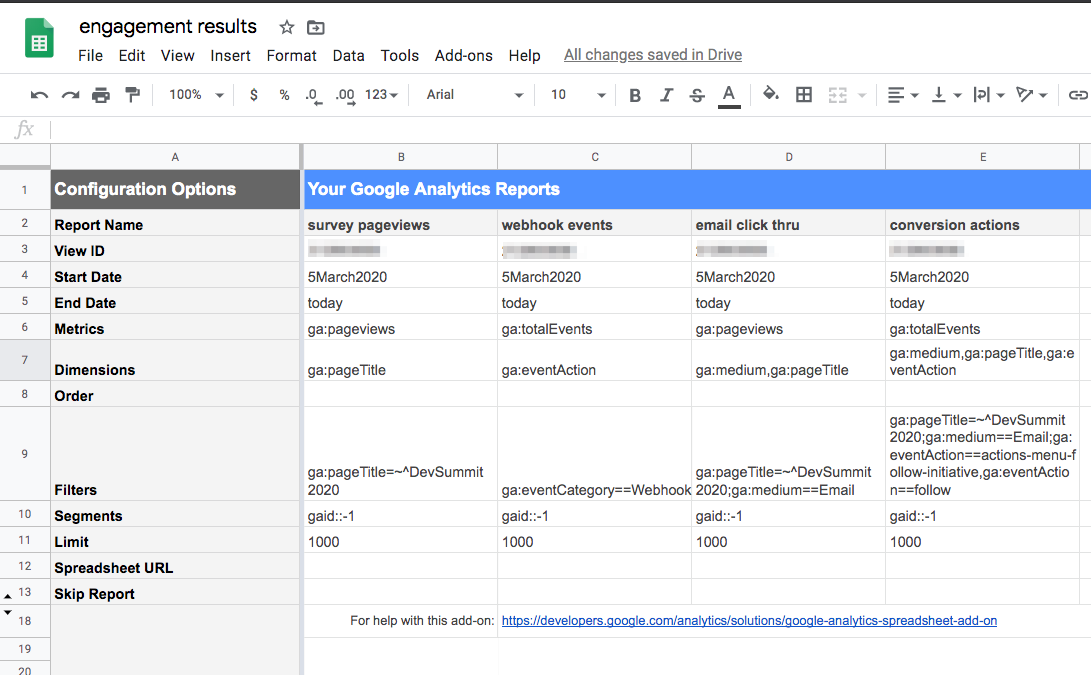 engagement results
File Edit View Insert Format Data Tools Add-ons Help All changes saved in Drive
100% $ % .0 .00 123 Arial 10 B I S A
fx
A B C D E
1 Configuration Options Your Google Analytics Reports
2 Report Name survey pageviews webhook events email click thru conversion actions
3 View ID
4 Start Date 5March2020 5March2020 5March2020 5March2020
5 End Date today today today today
6 Metrics ga:pageviews ga:totalEvents ga:pageviews ga:totalEvents
ga:medium,ga:pageTitle,ga:e
7 Dimensions ga:pageTitle ga:eventAction ga:medium,ga:pageTitle ventAction
8 Order
ga:pageTitle=~^DevSummit
2020;ga:medium==Email;ga:
9 eventAction==actions-menu-f
ga:pageTitle=~^DevSummit ga:pageTitle=~^DevSummit ollow-initiative,ga:eventActio
Filters 2020 ga:eventCategory==Webhook 2020;ga:medium==Email n==follow
10 Segments gaid::-1 gaid::-1 gaid::-1 gaid::-1
11 Limit 1000 1000 1000 1000
12 Spreadsheet URL
13 Skip Report
18 For help with this add-on: https://developers.google.com/analytics/solutions/google-analytics-spreadsheet-add-on
19
20